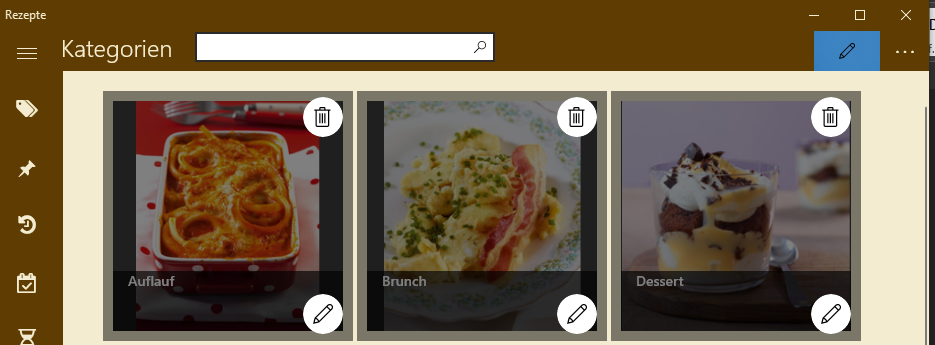 Rezepte
Kategorien
Auflauf
Brunch
Dessert